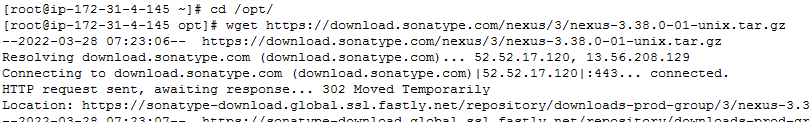 [root@ip-172-31-4-145 ~]# cd /opt/
[root@ip-172-31-4-145 opt]# wget https://download.sonatype.com/nexus/3/nexus-3.38.0-01-unix.tar.gz
--2022-03-28 07:23:06--  https://download.sonatype.com/nexus/3/nexus-3.38.0-01-unix.tar.gz
Resolving download.sonatype.com (download.sonatype.com)... 52.52.17.120, 13.56.208.129
Connecting to download.sonatype.com (download.sonatype.com)|52.52.17.120|:443... connected.
HTTP request sent, awaiting response... 302 Moved Temporarily
Location: https://sonatype-download.global.ssl.fastly.net/repository/downloads-prod-group/3/nexus-3.3
--2022-03-28 07:23:07--  https://sonatype-download.global.ssl.fastly.net/repository/downloads-prod-gr